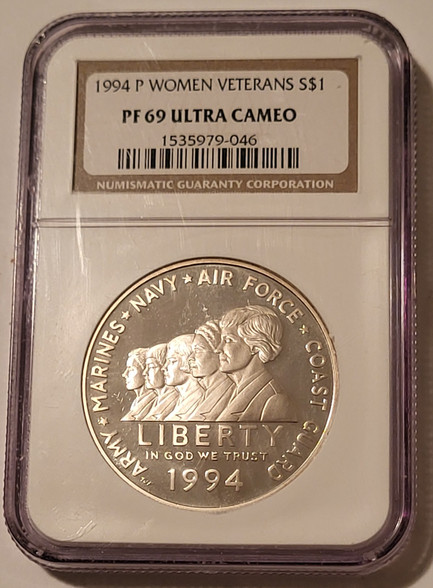 1994 P WOMEN VETERANS S$1
PF 69 ULTRA CAMEO
1535979-046
NUMISMATIC GUARANTY CORPORATION
ARMY ★ MARINES ★ NAVY ★ AIR FORCE ★ COAST GUARD
LIBERTY
IN GOD WE TRUST
1994